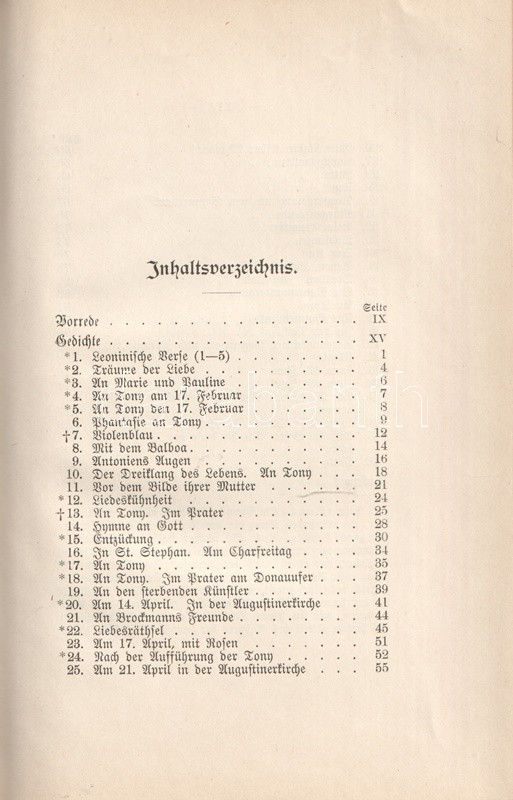 Inhaltsverzeichnis.
Seite
Vorrede . . . . . . . . . . . . . . . . . IX
Gedichte . . . . . . . . . . . . . . . . . XV
*1. Leoninische Verse (1—5) . . . . . . . . 1
*2. Träume der Liebe . . . . . . . . . . 4
*3. An Marie und Pauline . . . . . . . . 6
*4. An Tony am 17. Februar . . . . . . . 7
*5. An Tony den 17. Februar . . . . . . . 8
6. Phantasie an Tony . . . . . . . . . 9
†7. Violenblau . . . . . . . . . . . . 12
8. Mit dem Balboa . . . . . . . . . . 14
9. Antoniens Augen . . . . . . . . . . 16
10. Der Dreiklang des Lebens. An Tony . . . 18
11. Vor dem Bilde ihrer Mutter . . . . . . 21
*12. Liedeskühnheit . . . . . . . . . . 24
†13. An Tony. Im Prater . . . . . . . . 25
14. Hymne an Gott . . . . . . . . . . 28
*15. Entzückung . . . . . . . . . . . . 30
16. In St. Stephan. Am Charfreitag . . . . 34
*17. An Tony . . . . . . . . . . . . . 35
*18. An Tony. Im Prater am Donauufer . . . 37
19. An den sterbenden Künstler . . . . . . 39
*20. Am 14. April. In der Augustinerkirche . . 41
21. An Brockmanns Freunde . . . . . . . 44
*22. Liebesräthsel . . . . . . . . . . . 45
23. Am 17. April, mit Rosen . . . . . . . 51
*24. Nach der Aufführung der Tony . . . . . 52
25. Am 21. April in der Augustinerkirche . . . 55